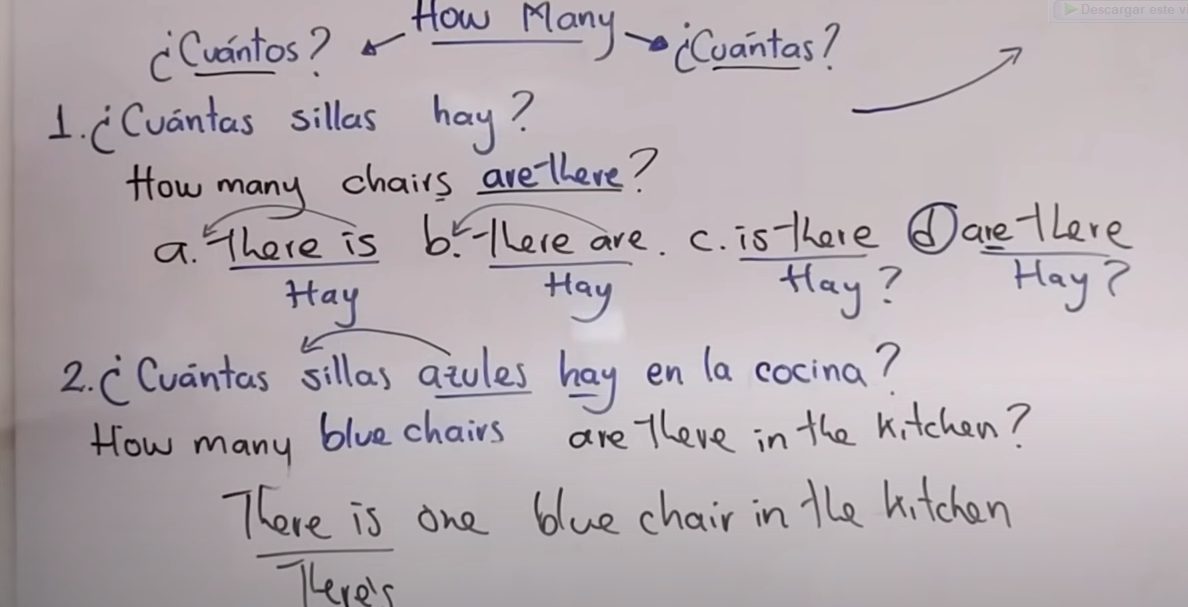 Descargar este v
How Many
¿Cuántos? ¿Cuántas?
1. ¿Cuántas sillas hay?
How many chairs are there?
a. There is b. There are. c. is there d are there
Hay Hay Hay? Hay?
2. ¿Cuántas sillas azules hay en la cocina?
How many blue chairs are there in the kitchen?
There is one blue chair in the kitchen
There's